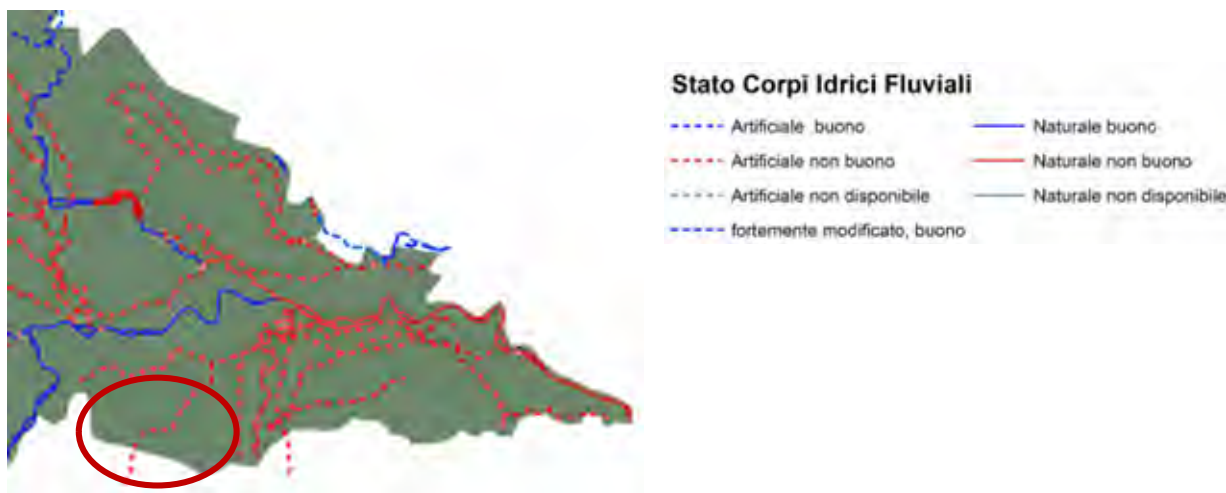 Stato Corpi Idrici Fluviali
Artificiale buono
Naturale buono
Artificiale non buono
Naturale non buono
Artificiale non disponibile
Naturale non disponibile
fortemente modificato, buono